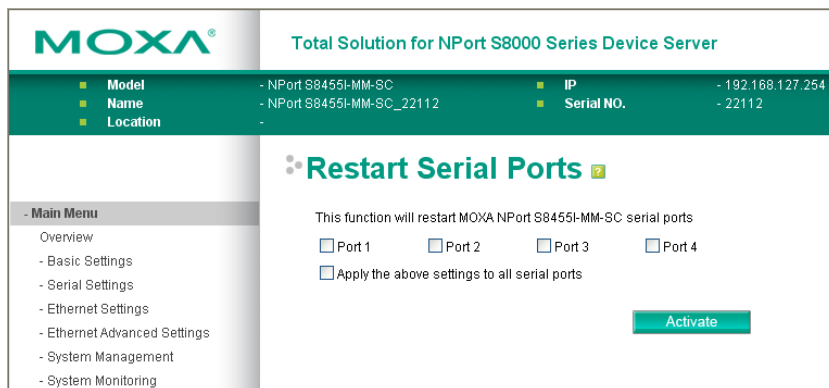 MOXA®
Total Solution for NPort S8000 Series Device Server
Model - NPort S8455I-MM-SC IP - 192.168.127.254
Name - NPort S8455I-MM-SC_22112 Serial NO. - 22112
Location -
Restart Serial Ports ?
- Main Menu
Overview
- Basic Settings
- Serial Settings
- Ethernet Settings
- Ethernet Advanced Settings
- System Management
- System Monitoring
This function will restart MOXA NPort S8455I-MM-SC serial ports
Port 1 Port 2 Port 3 Port 4
Apply the above settings to all serial ports
Activate